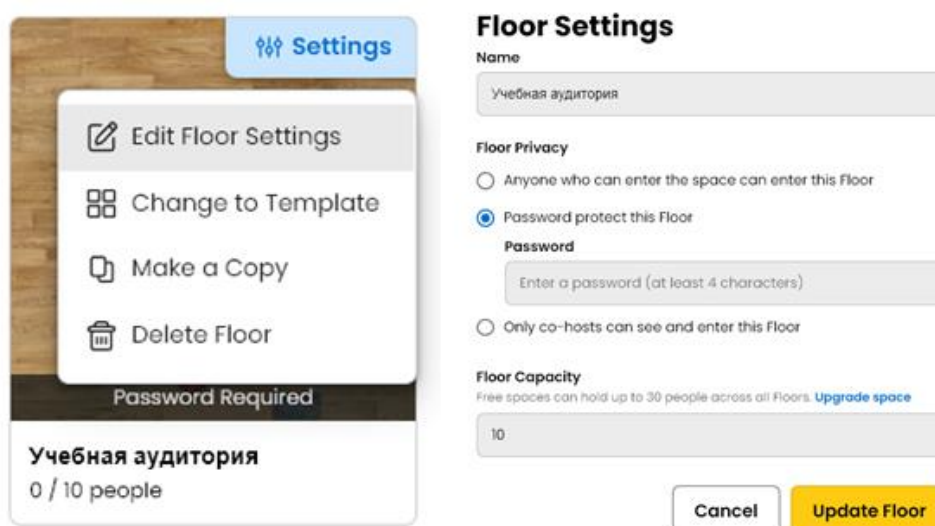 Settings
Edit Floor Settings
Change to Template
Make a Copy
Delete Floor
Password Required
Учебная аудитория
0 / 10 people
Floor Settings
Name
Учебная аудитория
Floor Privacy
Anyone who can enter the space can enter this Floor
Password protect this Floor
Password
Enter a password (at least 4 characters)
Only co-hosts can see and enter this Floor
Floor Capacity
Free spaces can hold up to 30 people across all Floors. Upgrade space
10
Cancel
Update Floor